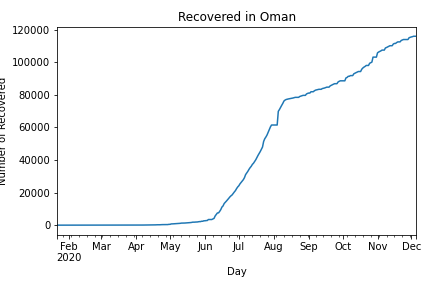 Recovered in Oman
120000
100000
80000
60000
40000
20000
0
Number of Recovered
Feb Mar Apr May Jun Jul Aug Sep Oct Nov Dec
2020
Day